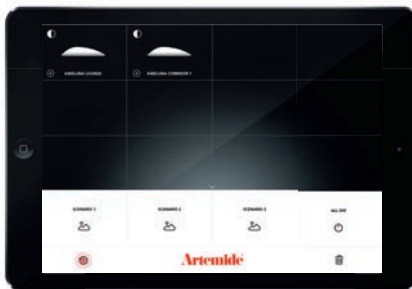 AMELUNA LOUNGE
AMELUNA CORRIDOR 1
SCENARIO 1
SCENARIO 2
SCENARIO 3
ALL OFF
Artemide